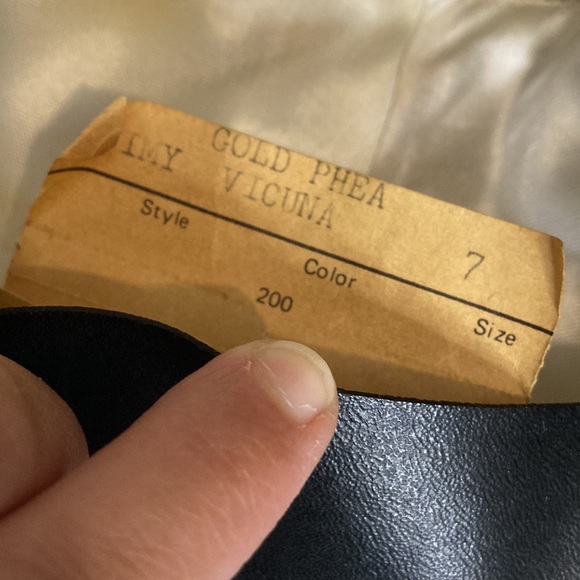 GOLD PHEA
IMY VICUNA 7
Style Color Size
200